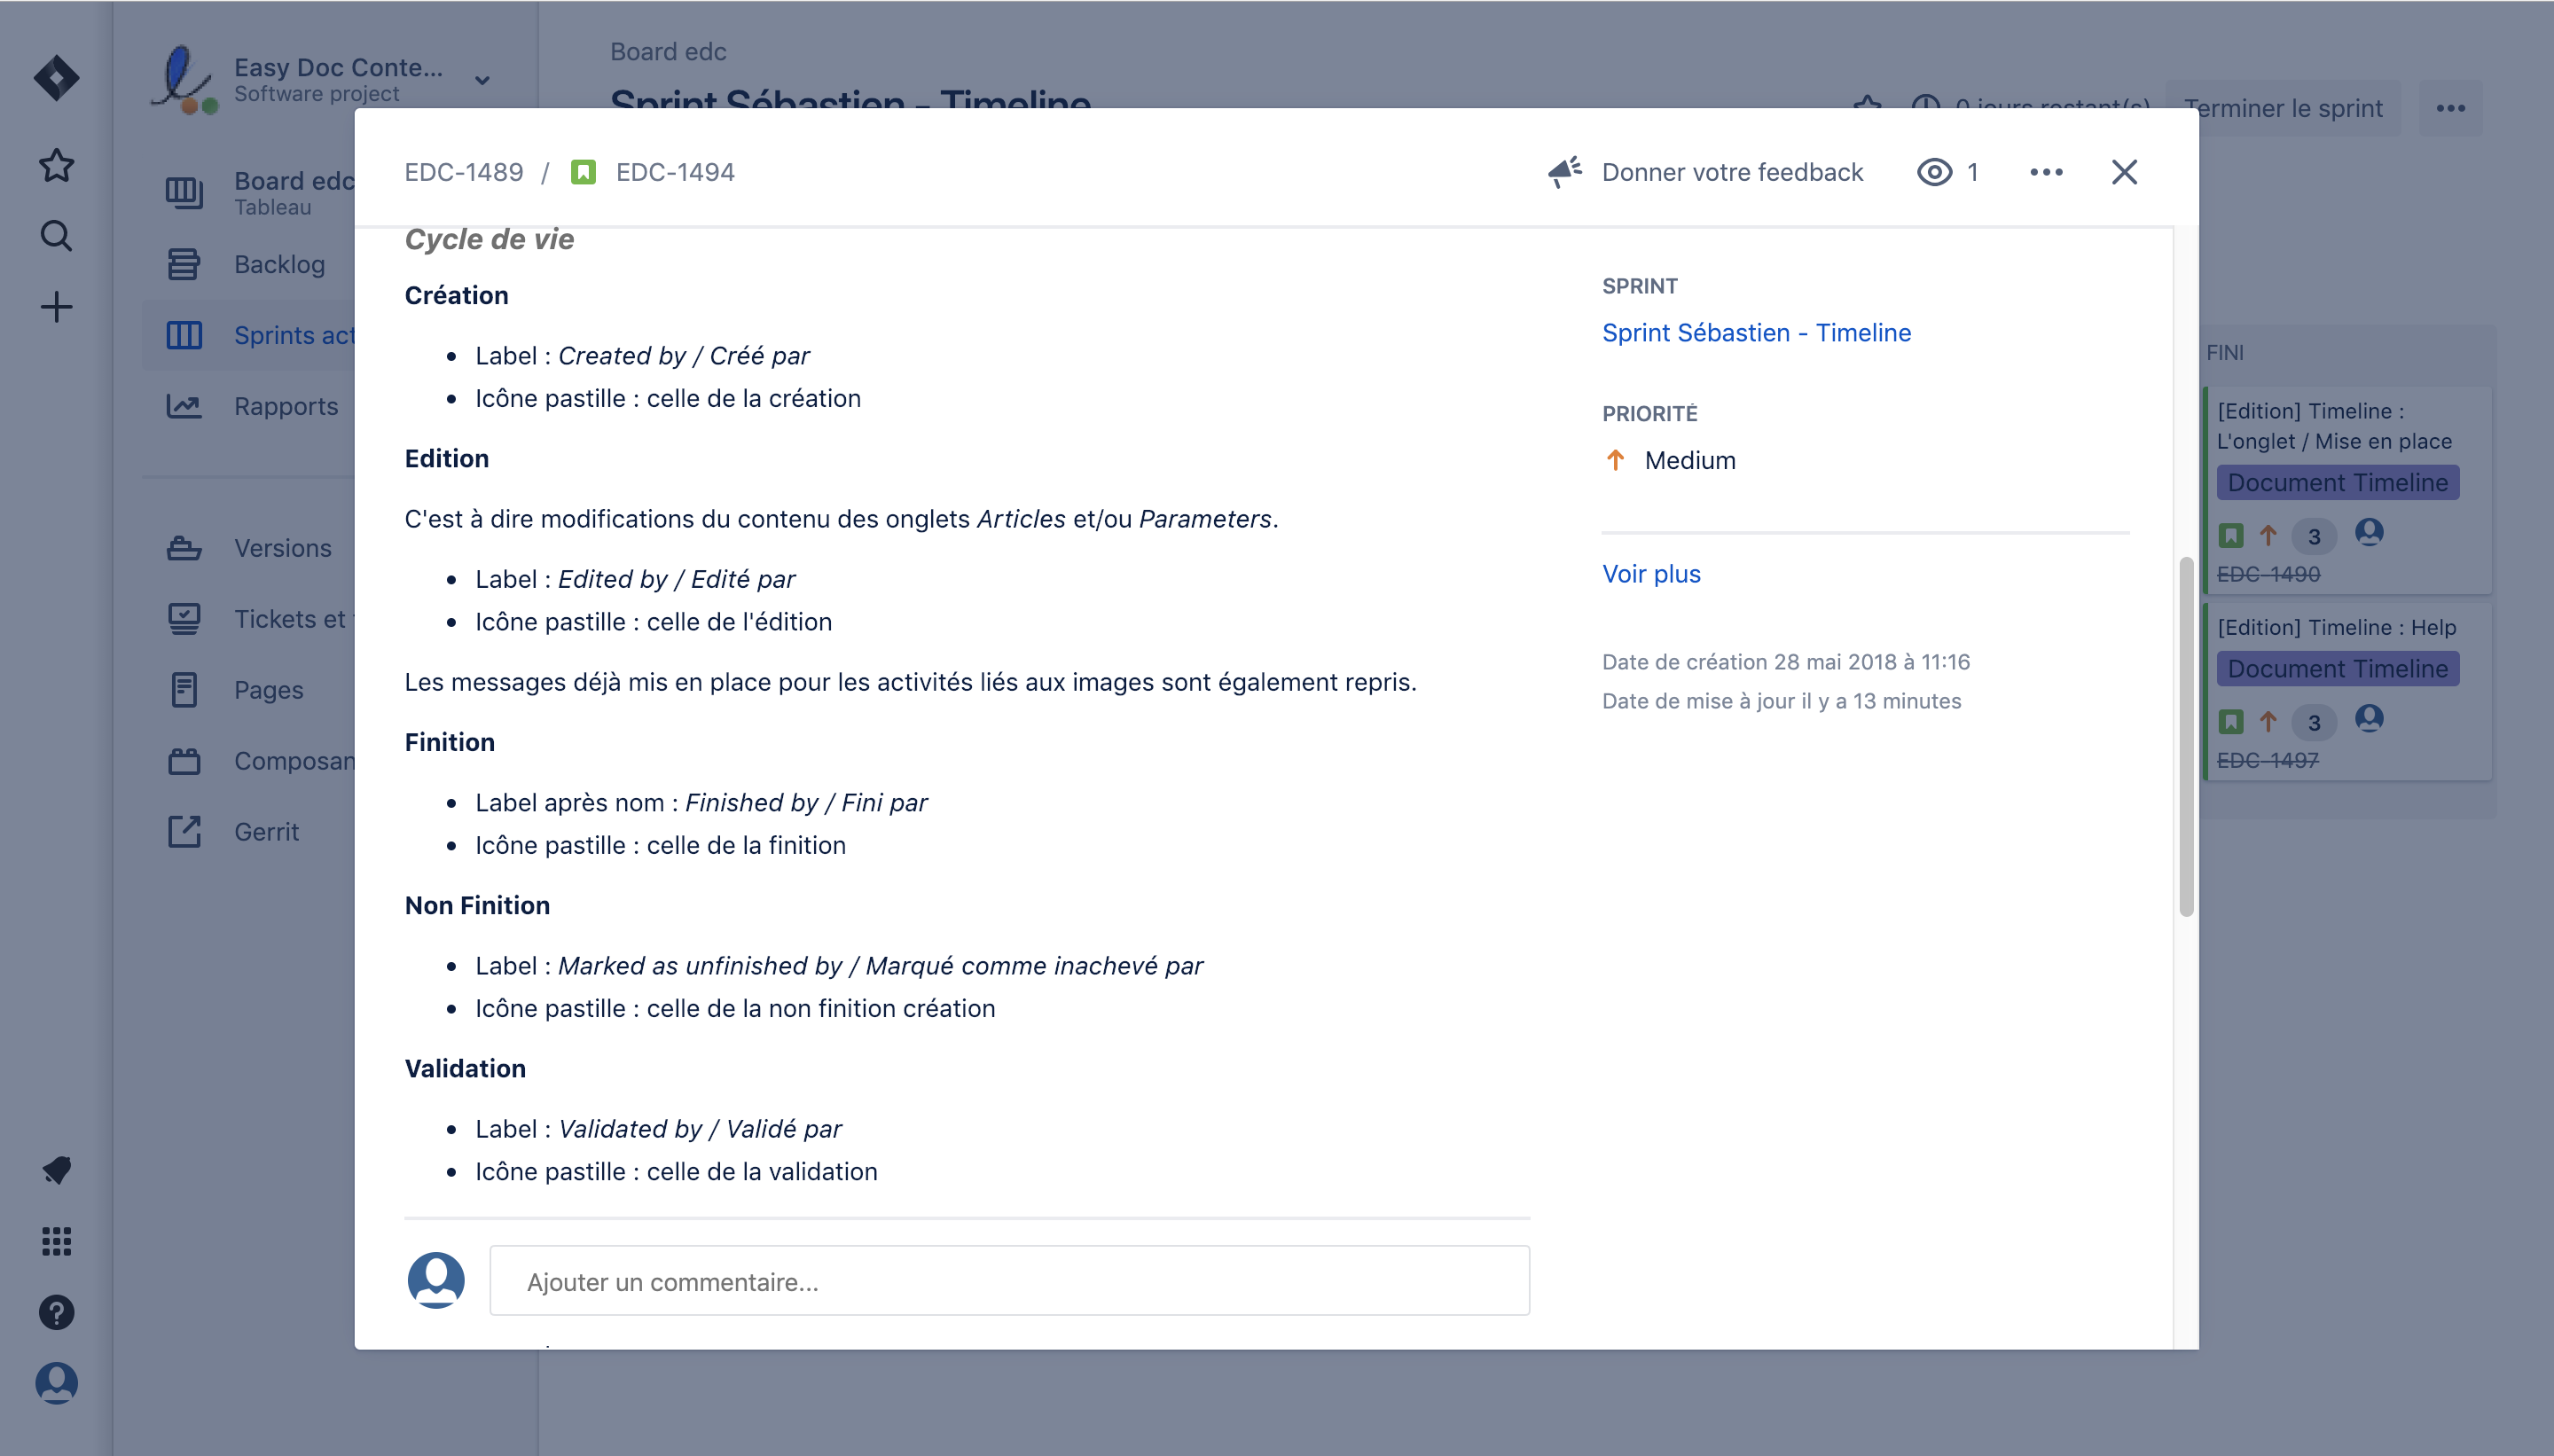 Easy Doc Conte...
Software project
Board edc
Tableau
Backlog
Sprints act
Rapports
Versions
Tickets et
Pages
Composan
Gerrit
Board edc
Sprint Sébastien - Timeline
0 jours restant(s)
Terminer le sprint
EDC-1489 / EDC-1494
Donner votre feedback
1
Cycle de vie
Création
• Label : Created by / Créé par
• Icône pastille : celle de la création
Edition
C'est à dire modifications du contenu des onglets Articles et/ou Parameters.
• Label : Edited by / Edité par
• Icône pastille : celle de l'édition
Les messages déjà mis en place pour les activités liés aux images sont également repris.
Finition
• Label après nom : Finished by / Fini par
• Icône pastille : celle de la finition
Non Finition
• Label : Marked as unfinished by / Marqué comme inachevé par
• Icône pastille : celle de la non finition création
Validation
• Label : Validated by / Validé par
• Icône pastille : celle de la validation
Ajouter un commentaire...
SPRINT
Sprint Sébastien - Timeline
PRIORITÉ
Medium
Voir plus
Date de création 28 mai 2018 à 11:16
Date de mise à jour il y a 13 minutes
FINI
[Edition] Timeline :
L'onglet / Mise en place
Document Timeline
3
EDC-1490
[Edition] Timeline : Help
Document Timeline
3
EDC-1497